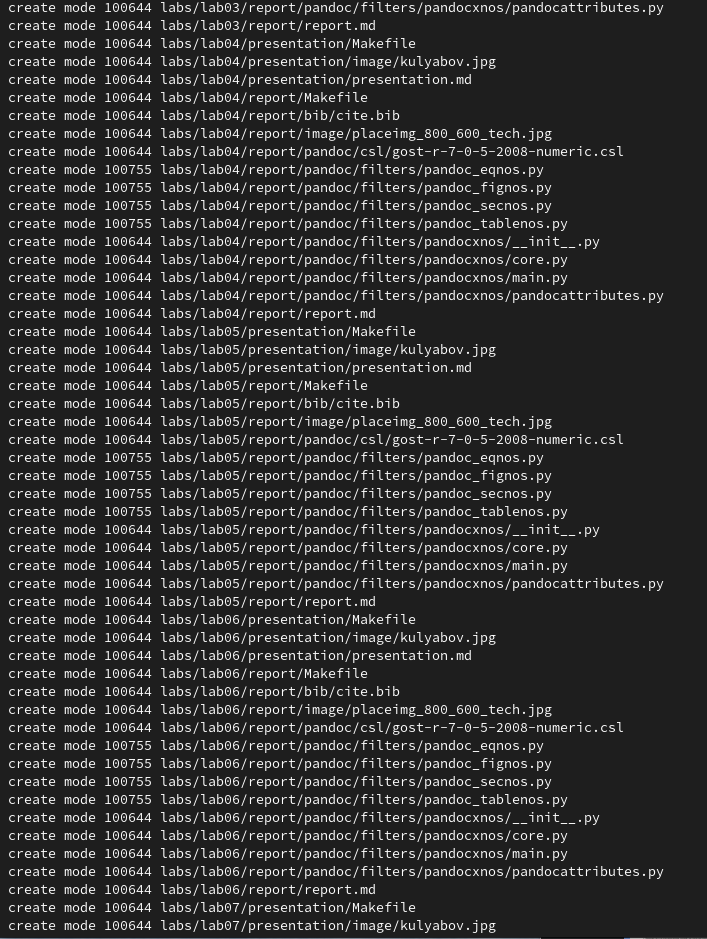 create mode 100644 labs/lab03/report/pandoc/filters/pandocxnos/pandocattributes.py
create mode 100644 labs/lab03/report/report.md
create mode 100644 labs/lab04/presentation/Makefile
create mode 100644 labs/lab04/presentation/image/kulyabov.jpg
create mode 100644 labs/lab04/presentation/presentation.md
create mode 100644 labs/lab04/report/Makefile
create mode 100644 labs/lab04/report/bib/cite.bib
create mode 100644 labs/lab04/report/image/placeimg_800_600_tech.jpg
create mode 100644 labs/lab04/report/pandoc/csl/gost-r-7-0-5-2008-numeric.csl
create mode 100755 labs/lab04/report/pandoc/filters/pandoc_eqnos.py
create mode 100755 labs/lab04/report/pandoc/filters/pandoc_fignos.py
create mode 100755 labs/lab04/report/pandoc/filters/pandoc_secnos.py
create mode 100755 labs/lab04/report/pandoc/filters/pandoc_tablenos.py
create mode 100644 labs/lab04/report/pandoc/filters/pandocxnos/__init__.py
create mode 100644 labs/lab04/report/pandoc/filters/pandocxnos/core.py
create mode 100644 labs/lab04/report/pandoc/filters/pandocxnos/main.py
create mode 100644 labs/lab04/report/pandoc/filters/pandocxnos/pandocattributes.py
create mode 100644 labs/lab04/report/report.md
create mode 100644 labs/lab05/presentation/Makefile
create mode 100644 labs/lab05/presentation/image/kulyabov.jpg
create mode 100644 labs/lab05/presentation/presentation.md
create mode 100644 labs/lab05/report/Makefile
create mode 100644 labs/lab05/report/bib/cite.bib
create mode 100644 labs/lab05/report/image/placeimg_800_600_tech.jpg
create mode 100644 labs/lab05/report/pandoc/csl/gost-r-7-0-5-2008-numeric.csl
create mode 100755 labs/lab05/report/pandoc/filters/pandoc_eqnos.py
create mode 100755 labs/lab05/report/pandoc/filters/pandoc_fignos.py
create mode 100755 labs/lab05/report/pandoc/filters/pandoc_secnos.py
create mode 100755 labs/lab05/report/pandoc/filters/pandoc_tablenos.py
create mode 100644 labs/lab05/report/pandoc/filters/pandocxnos/__init__.py
create mode 100644 labs/lab05/report/pandoc/filters/pandocxnos/core.py
create mode 100644 labs/lab05/report/pandoc/filters/pandocxnos/main.py
create mode 100644 labs/lab05/report/pandoc/filters/pandocxnos/pandocattributes.py
create mode 100644 labs/lab05/report/report.md
create mode 100644 labs/lab06/presentation/Makefile
create mode 100644 labs/lab06/presentation/image/kulyabov.jpg
create mode 100644 labs/lab06/presentation/presentation.md
create mode 100644 labs/lab06/report/Makefile
create mode 100644 labs/lab06/report/bib/cite.bib
create mode 100644 labs/lab06/report/image/placeimg_800_600_tech.jpg
create mode 100644 labs/lab06/report/pandoc/csl/gost-r-7-0-5-2008-numeric.csl
create mode 100755 labs/lab06/report/pandoc/filters/pandoc_eqnos.py
create mode 100755 labs/lab06/report/pandoc/filters/pandoc_fignos.py
create mode 100755 labs/lab06/report/pandoc/filters/pandoc_secnos.py
create mode 100755 labs/lab06/report/pandoc/filters/pandoc_tablenos.py
create mode 100644 labs/lab06/report/pandoc/filters/pandocxnos/__init__.py
create mode 100644 labs/lab06/report/pandoc/filters/pandocxnos/core.py
create mode 100644 labs/lab06/report/pandoc/filters/pandocxnos/main.py
create mode 100644 labs/lab06/report/pandoc/filters/pandocxnos/pandocattributes.py
create mode 100644 labs/lab06/report/report.md
create mode 100644 labs/lab07/presentation/Makefile
create mode 100644 labs/lab07/presentation/image/kulyabov.jpg